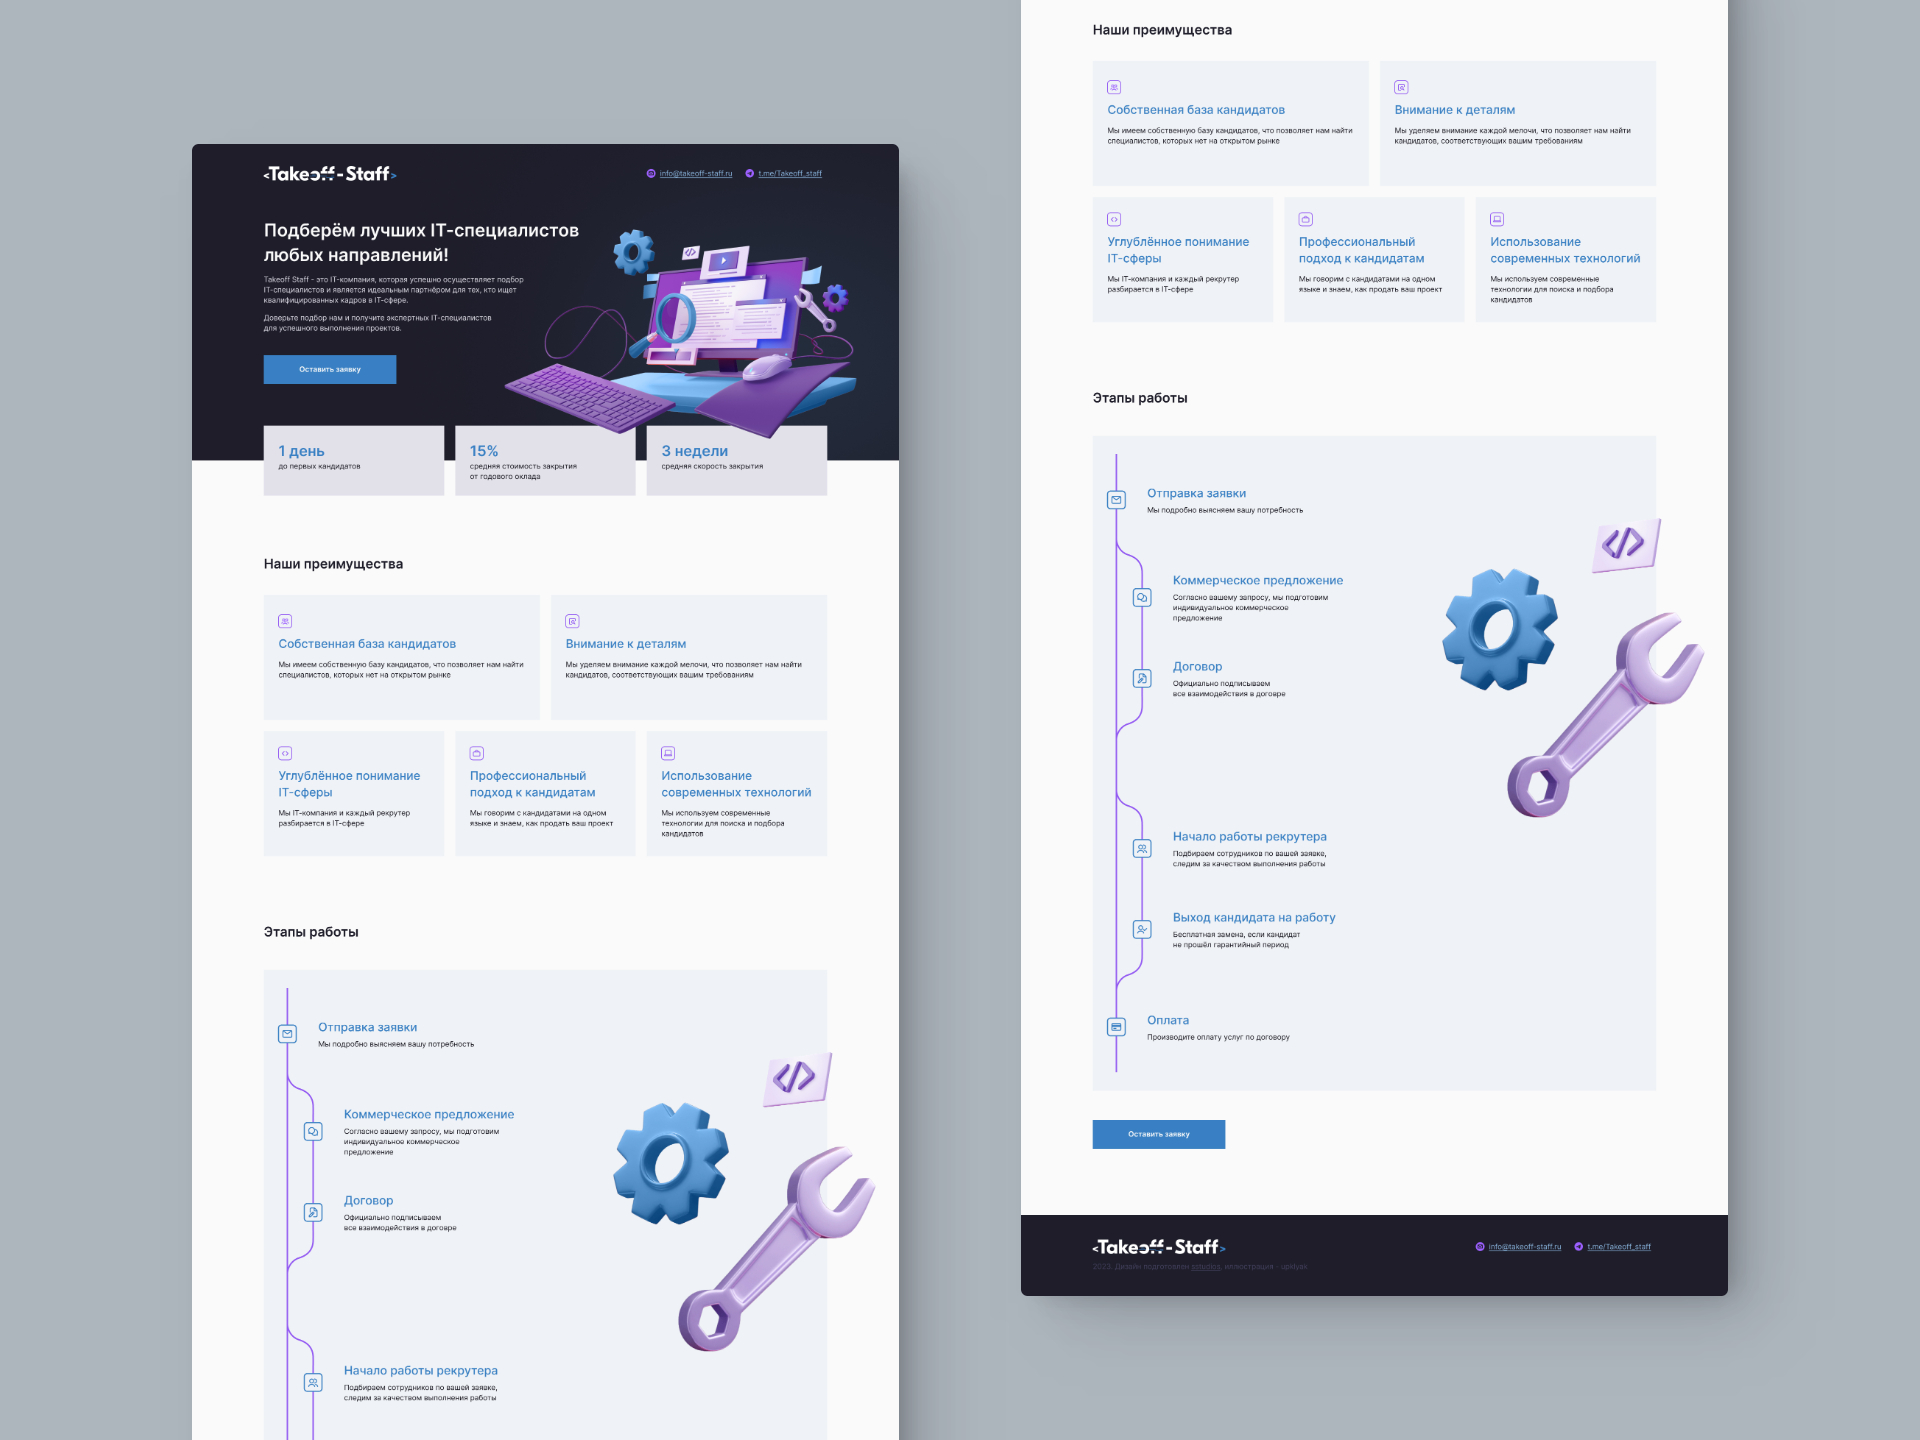 <Takeoff-Staff>
info@takeoff-staff.ru
t.me/Takeoff_staff
Подберём лучших IT-специалистов
любых направлений!
Takeoff Staff - это IT-компания, которая успешно осуществляет подбор
IT-специалистов и является идеальным партнёром для тех, кто ищет
квалифицированных кадров в IT-сфере.
Доверьте подбор нам и получите экспертных IT-специалистов
для успешного выполнения проектов.
Оставить заявку
1 день
до первых кандидатов
15%
средняя стоимость закрытия
от годового оклада
3 недели
средняя скорость закрытия
Наши преимущества
Собственная база кандидатов
Мы имеем собственную базу кандидатов, что позволяет нам найти
специалистов, которых нет на открытом рынке
Внимание к деталям
Мы уделяем внимание каждой мелочи, что позволяет нам найти
кандидатов, соответствующих вашим требованиям
Углублённое понимание
IT-сферы
Мы IT-компания и каждый рекрутер
разбирается в IT-сфере
Профессиональный
подход к кандидатам
Мы говорим с кандидатами на одном
языке и знаем, как продать ваш проект
Использование
современных технологий
Мы используем современные
технологии для поиска и подбора
кандидатов
Этапы работы
Отправка заявки
Мы подробно выясняем вашу потребность
Коммерческое предложение
Согласно вашему запросу, мы подготовим
индивидуальное коммерческое
предложение
Договор
Официально подписываем
все взаимодействия в договре
Начало работы рекрутера
Подбираем сотрудников по вашей заявке,
следим за качеством выполнения работы
Наши преимущества
Собственная база кандидатов
Мы имеем собственную базу кандидатов, что позволяет нам найти
специалистов, которых нет на открытом рынке
Внимание к деталям
Мы уделяем внимание каждой мелочи, что позволяет нам найти
кандидатов, соответствующих вашим требованиям
Углублённое понимание
IT-сферы
Мы IT-компания и каждый рекрутер
разбирается в IT-сфере
Профессиональный
подход к кандидатам
Мы говорим с кандидатами на одном
языке и знаем, как продать ваш проект
Использование
современных технологий
Мы используем современные
технологии для поиска и подбора
кандидатов
Этапы работы
Отправка заявки
Мы подробно выясняем вашу потребность
Коммерческое предложение
Согласно вашему запросу, мы подготовим
индивидуальное коммерческое
предложение
Договор
Официально подписываем
все взаимодействия в договре
Начало работы рекрутера
Подбираем сотрудников по вашей заявке,
следим за качеством выполнения работы
Выход кандидата на работу
Бесплатная замена, если кандидат
не прошёл гарантийный период
Оплата
Производите оплату услуг по договору
Оставить заявку
<Takeoff-Staff>
info@takeoff-staff.ru
t.me/Takeoff_staff
2023. Дизайн подготовлен иллюстрация -